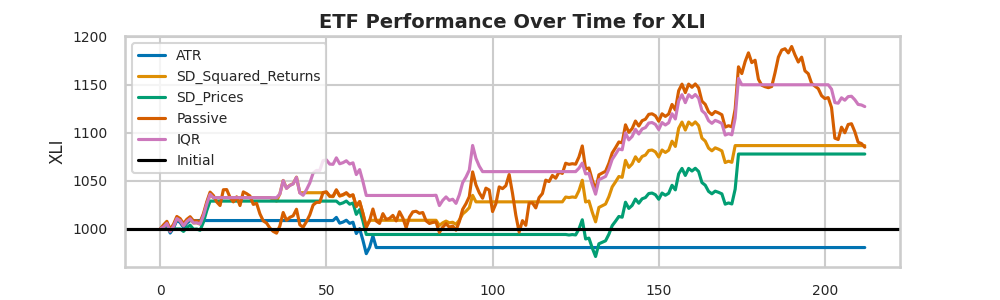 ETF Performance Over Time for XLI
XLI
1200
1150
1100
1050
1000
ATR
SD_Squared_Returns
SD_Prices
Passive
IQR
Initial
0 50 100 150 200